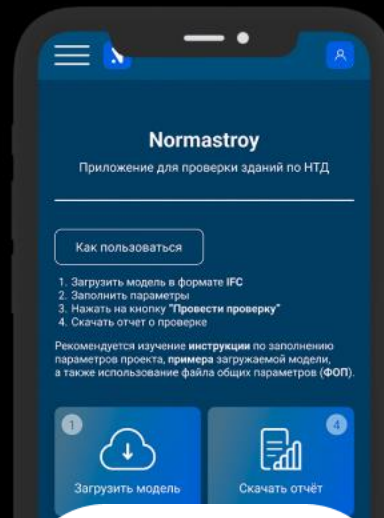 Normastroy
Приложение для проверки зданий по НТД
Как пользоваться
1. Загрузить модель в формате IFC
2. Заполнить параметры
3. Нажать на кнопку "Провести проверку"
4. Скачать отчет о проверке
Рекомендуется изучение инструкции по заполнению
параметров проекта, примера загружаемой модели,
а также использование файла общих параметров (ФОП).
1
4
Загрузить модель
Скачать отчёт